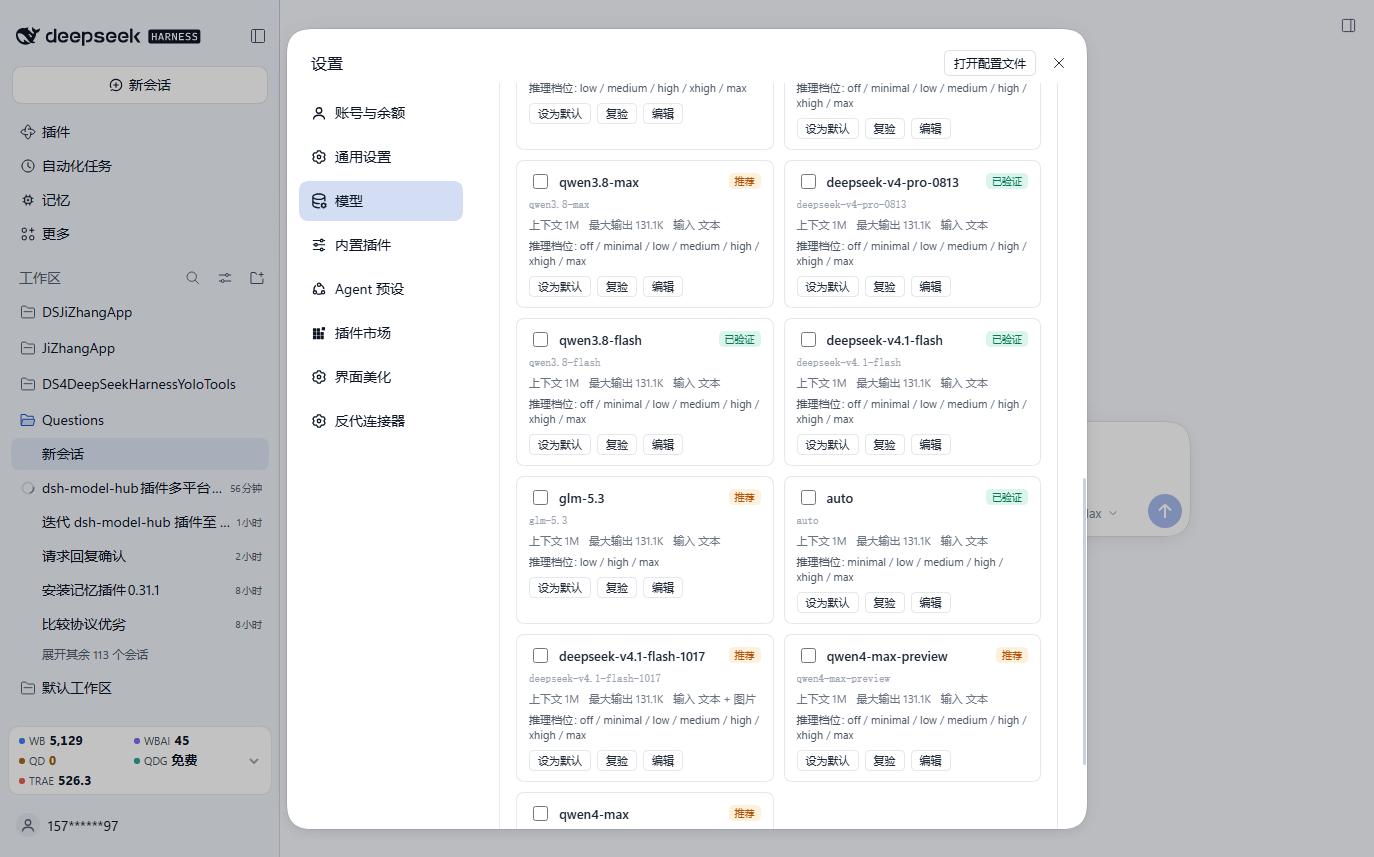 deepseek HARNESS
新会话
插件
自动化任务
记忆
更多
工作区
DSJiZhangApp
JiZhangApp
DS4DeepSeekHarnessYoloTools
Questions
新会话
dsh-model-hub插件多平台... 56分钟
迭代 dsh-model-hub 插件至 ... 1小时
请求回复确认 2小时
安装记忆插件0.31.1 8小时
比较协议优劣 8小时
展开其余 113 个会话
默认工作区
WB 5,129 WBAI 45
QD 0 QDG 免费
TRAE 526.3
157******97
设置
打开配置文件
账号与余额
通用设置
模型
内置插件
Agent 预设
插件市场
界面美化
反代连接器
推理档位: low / medium / high / xhigh / max
设为默认 复验 编辑
推理档位: off / minimal / low / medium / high /
xhigh / max
设为默认 复验 编辑
qwen3.8-max 推荐
qwen3.8-max
上下文 1M 最大输出 131.1K 输入 文本
推理档位: off / minimal / low / medium / high /
xhigh / max
设为默认 复验 编辑
deepseek-v4-pro-0813 已验证
deepseek-v4-pro-0813
上下文 1M 最大输出 131.1K 输入 文本
推理档位: off / minimal / low / medium / high /
xhigh / max
设为默认 复验 编辑
qwen3.8-flash 已验证
qwen3.8-flash
上下文 1M 最大输出 131.1K 输入 文本
推理档位: off / minimal / low / medium / high /
xhigh / max
设为默认 复验 编辑
deepseek-v4.1-flash 已验证
deepseek-v4.1-flash
上下文 1M 最大输出 131.1K 输入 文本
推理档位: off / minimal / low / medium / high /
xhigh / max
设为默认 复验 编辑
glm-5.3 推荐
glm-5.3
上下文 1M 最大输出 131.1K 输入 文本
推理档位: low / high / max
设为默认 复验 编辑
auto 已验证
auto
上下文 1M 最大输出 131.1K 输入 文本
推理档位: minimal / low / medium / high /
xhigh / max
设为默认 复验 编辑
deepseek-v4.1-flash-1017 推荐
deepseek-v4.1-flash-1017
上下文 1M 最大输出 131.1K 输入 文本 + 图片
推理档位: off / minimal / low / medium / high /
xhigh / max
设为默认 复验 编辑
qwen4-max-preview 推荐
qwen4-max-preview
上下文 1M 最大输出 131.1K 输入 文本
推理档位: off / minimal / low / medium / high /
xhigh / max
设为默认 复验 编辑
qwen4-max 推荐